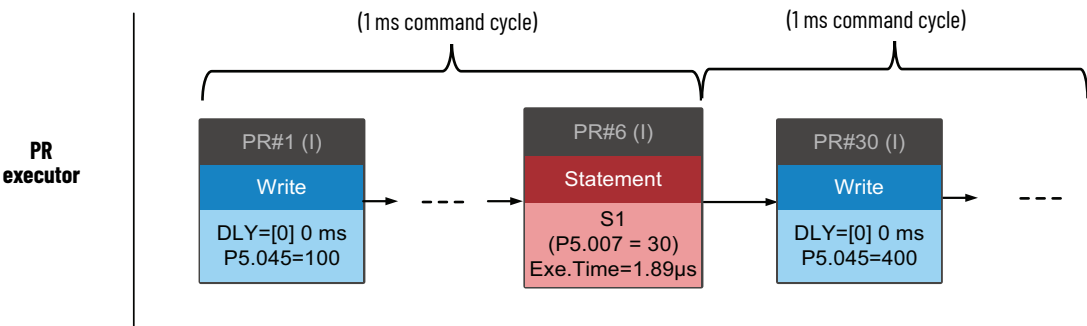 (1 ms command cycle)
(1 ms command cycle)
PR
executor
PR#1 (I)
Write
DLY=[0] 0 ms
P5.045=100
PR#6 (I)
Statement
S1
(P5.007 = 30)
Exe.Time=1.89µs
PR#30 (I)
Write
DLY=[0] 0 ms
P5.045=400